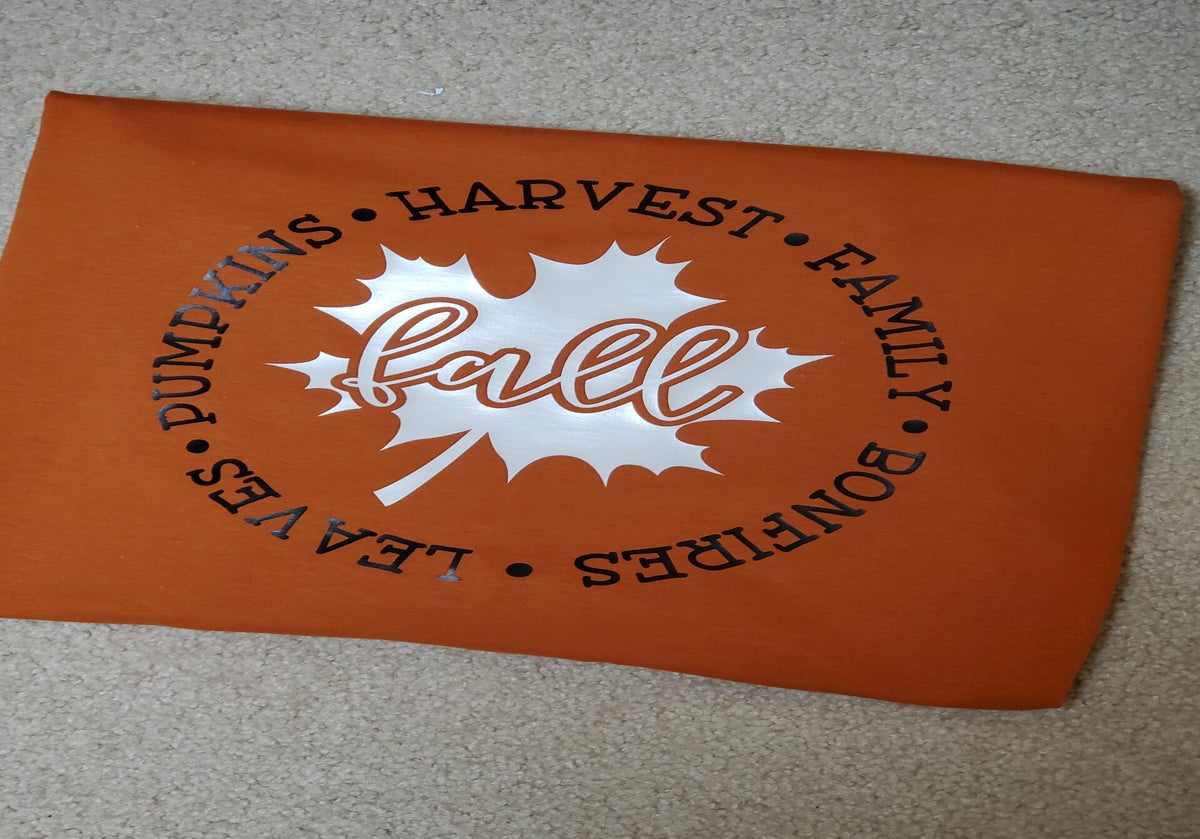 PUMPKINS • HARVEST • FAMILY • BONFIRES • LEAVES •
fall